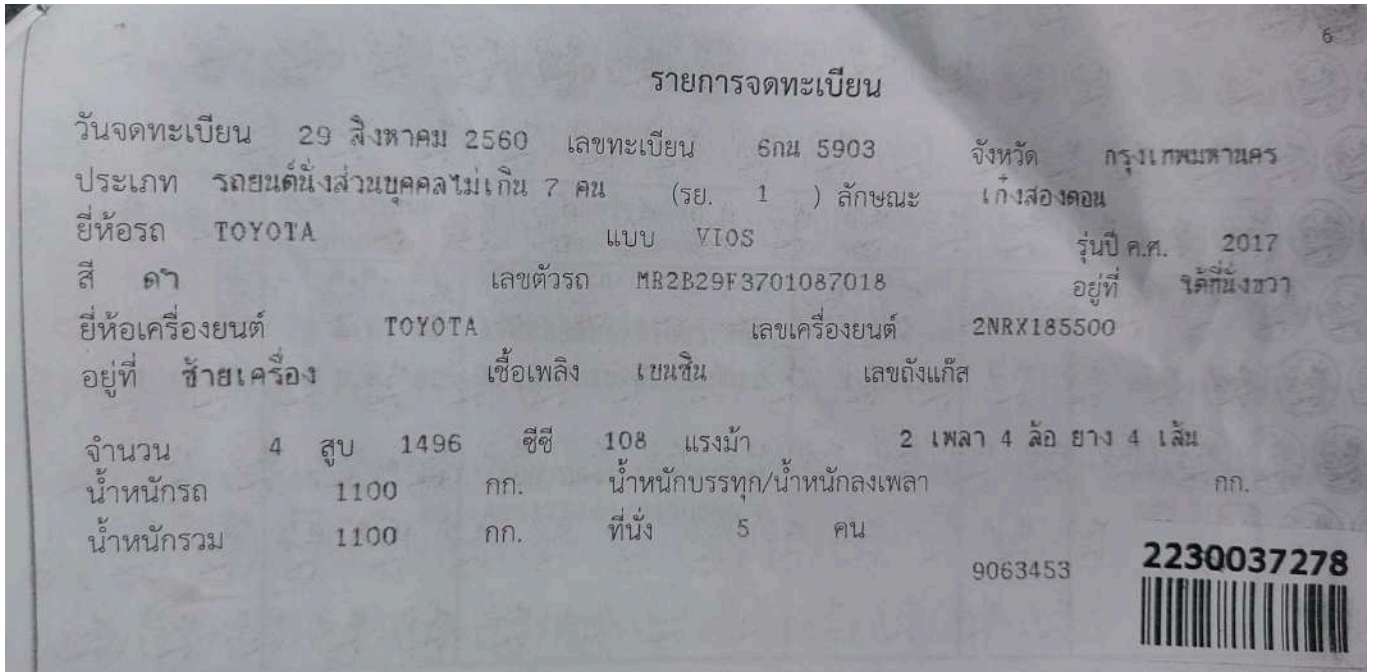 6
รายการจดทะเบียน
วันจดทะเบียน 29 สิงหาคม 2560 เลขทะเบียน 6กน 5903 จังหวัด กรุงเทพมหานคร
ประเภท รถยนต์นั่งส่วนบุคคลไม่เกิน 7 คน (รย. 1 ) ลักษณะ เก๋งสองตอน
ยี่ห้อรถ TOYOTA แบบ VIOS รุ่นปี ค.ศ. 2017
สี ดำ เลขตัวรถ MR2B29F3701087018 อยู่ที่ ใต้ที่นั่งขวา
ยี่ห้อเครื่องยนต์ TOYOTA เลขเครื่องยนต์ 2NRX185500
อยู่ที่ ซ้ายเครื่อง เชื้อเพลิง เบนซิน เลขถังแก๊ส
จำนวน 4 สูบ 1496 ซีซี 108 แรงม้า 2 เพลา 4 ล้อ ยาง 4 เส้น
น้ำหนักรถ 1100 กก. น้ำหนักบรรทุก/น้ำหนักลงเพลา กก.
น้ำหนักรวม 1100 กก. ที่นั่ง 5 คน
9063453 2230037278